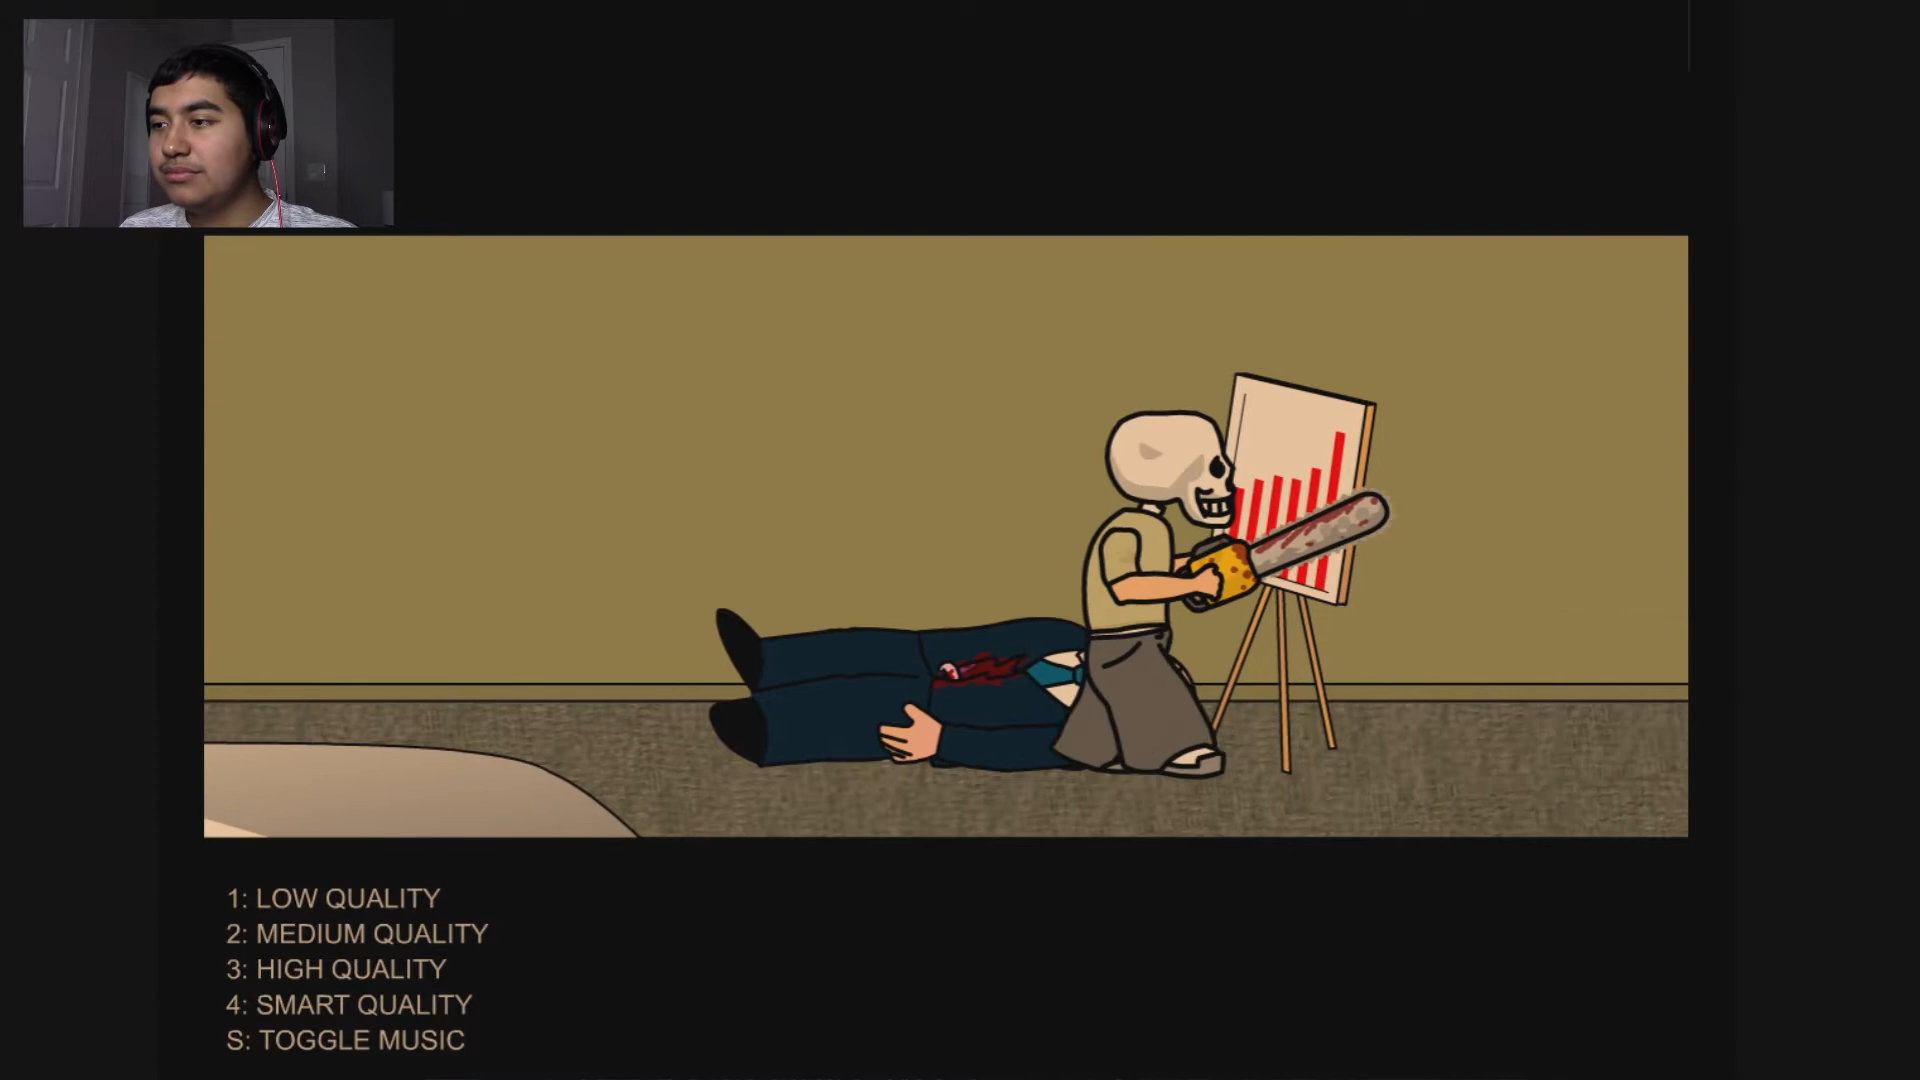 1: LOW QUALITY
2: MEDIUM QUALITY
3: HIGH QUALITY
4: SMART QUALITY
S: TOGGLE MUSIC